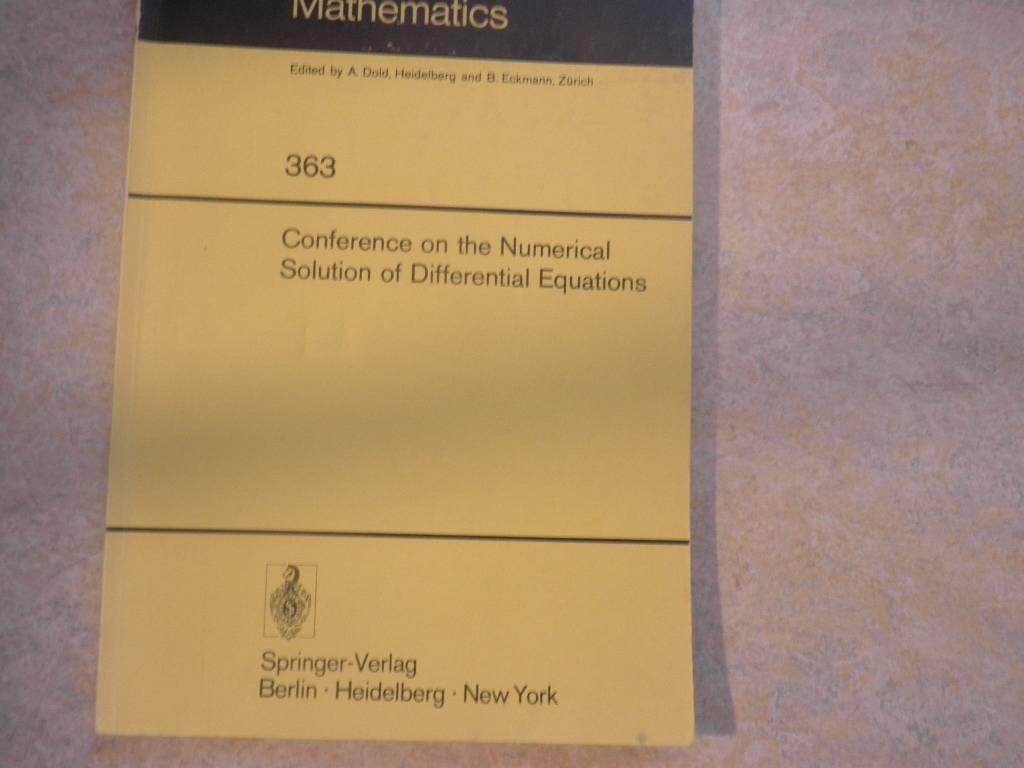 Mathematics
Edited by A. Dold, Heidelberg and B. Eckmann, Zürich
363
Conference on the Numerical
Solution of Differential Equations
Springer-Verlag
Berlin · Heidelberg · New York